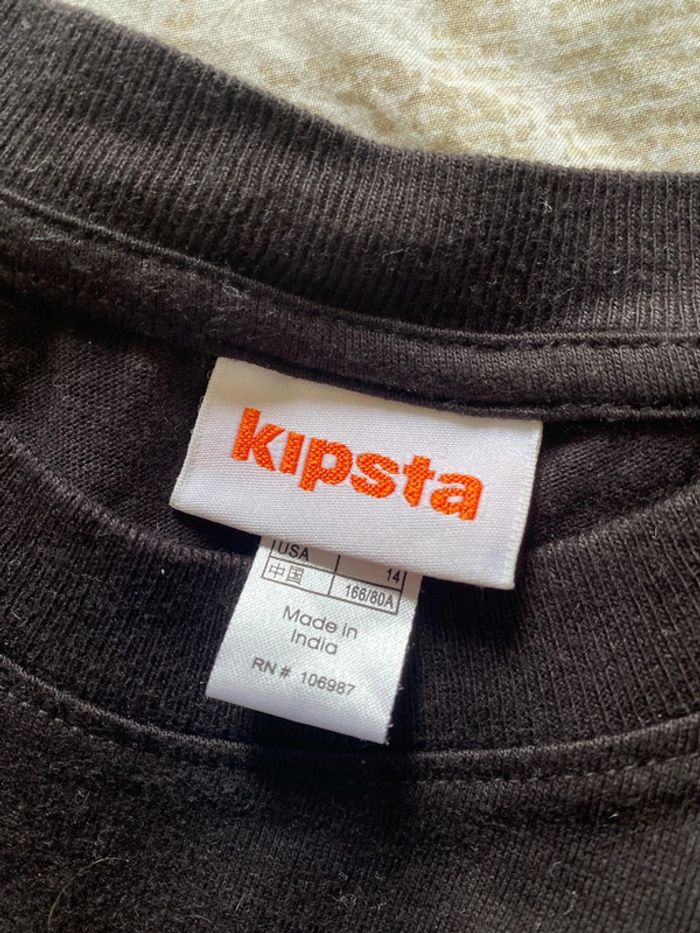 kipsta
USA 14
中国 166/80A
Made in
India
RN # 106987